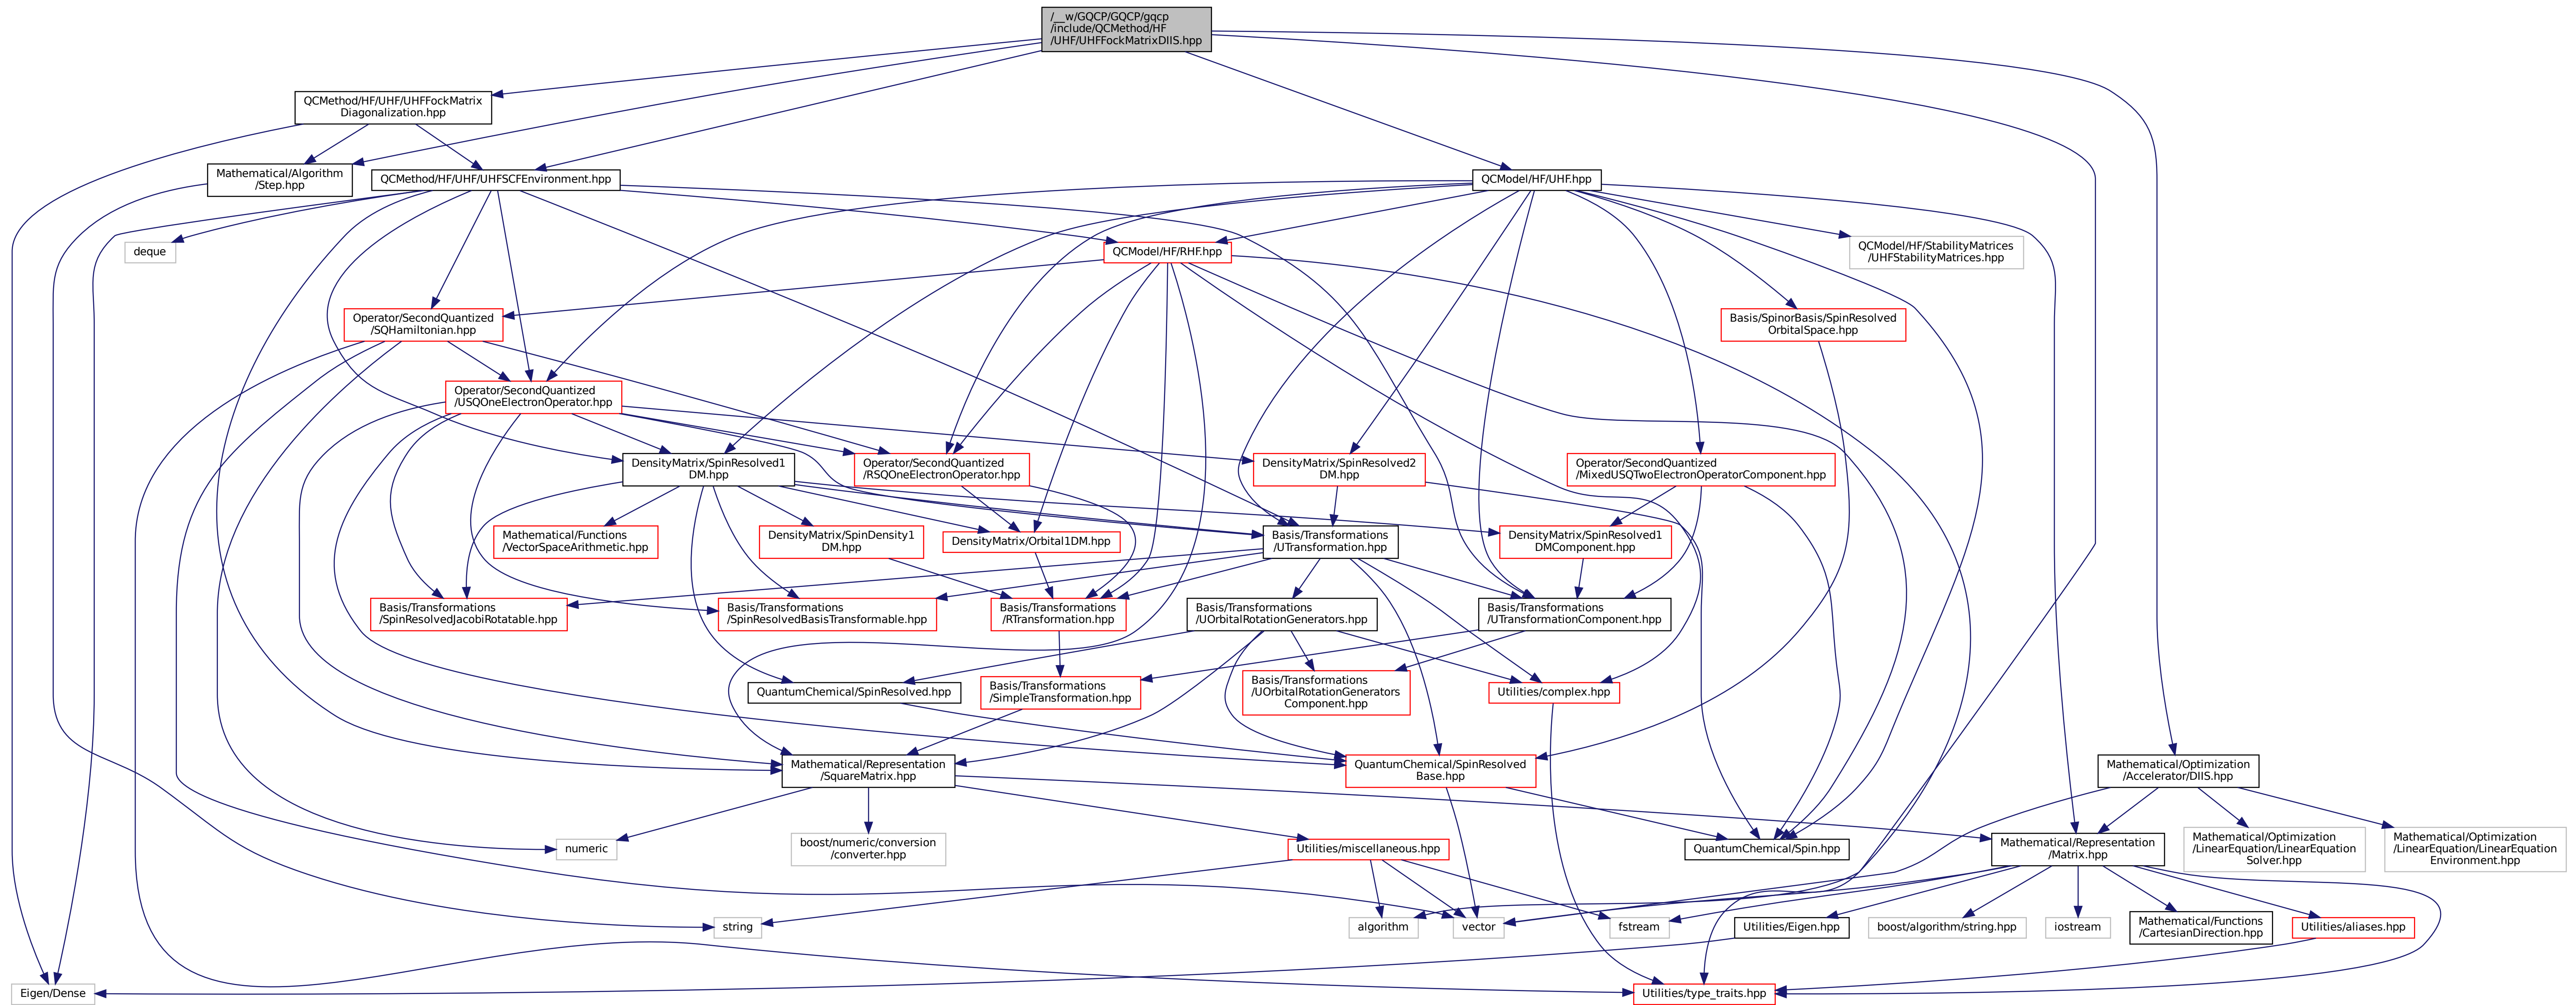 /__w/GQCP/GQCP/gqcp
/include/QCMethod/HF
/UHF/UHFFockMatrixDIIS.hpp
QCMethod/HF/UHF/UHFFockMatrix
Diagonalization.hpp
Mathematical/Algorithm
/Step.hpp
QCMethod/HF/UHF/UHFSCFEnvironment.hpp
QCModel/HF/UHF.hpp
deque
QCModel/HF/RHF.hpp
QCModel/HF/StabilityMatrices
/UHFStabilityMatrices.hpp
Operator/SecondQuantized
/SQHamiltonian.hpp
Basis/SpinorBasis/SpinResolved
OrbitalSpace.hpp
Operator/SecondQuantized
/USQOneElectronOperator.hpp
DensityMatrix/SpinResolved1
DM.hpp
Operator/SecondQuantized
/RSQOneElectronOperator.hpp
DensityMatrix/SpinResolved2
DM.hpp
Operator/SecondQuantized
/MixedUSQTwoElectronOperatorComponent.hpp
Mathematical/Functions
/VectorSpaceArithmetic.hpp
DensityMatrix/SpinDensity1
DM.hpp
DensityMatrix/Orbital1DM.hpp
Basis/Transformations
/UTransformation.hpp
DensityMatrix/SpinResolved1
DMComponent.hpp
Basis/Transformations
/SpinResolvedJacobiRotatable.hpp
Basis/Transformations
/SpinResolvedBasisTransformable.hpp
Basis/Transformations
/RTransformation.hpp
Basis/Transformations
/UOrbitalRotationGenerators.hpp
Basis/Transformations
/UTransformationComponent.hpp
QuantumChemical/SpinResolved.hpp
Basis/Transformations
/SimpleTransformation.hpp
Basis/Transformations
/UOrbitalRotationGenerators
Component.hpp
Utilities/complex.hpp
Mathematical/Representation
/SquareMatrix.hpp
QuantumChemical/SpinResolved
Base.hpp
Mathematical/Optimization
/Accelerator/DIIS.hpp
numeric
boost/numeric/conversion
/converter.hpp
Utilities/miscellaneous.hpp
QuantumChemical/Spin.hpp
Mathematical/Representation
/Matrix.hpp
Mathematical/Optimization
/LinearEquation/LinearEquation
Solver.hpp
Mathematical/Optimization
/LinearEquation/LinearEquation
Environment.hpp
string
algorithm
vector
fstream
Utilities/Eigen.hpp
boost/algorithm/string.hpp
iostream
Mathematical/Functions
/CartesianDirection.hpp
Utilities/aliases.hpp
Eigen/Dense
Utilities/type_traits.hpp